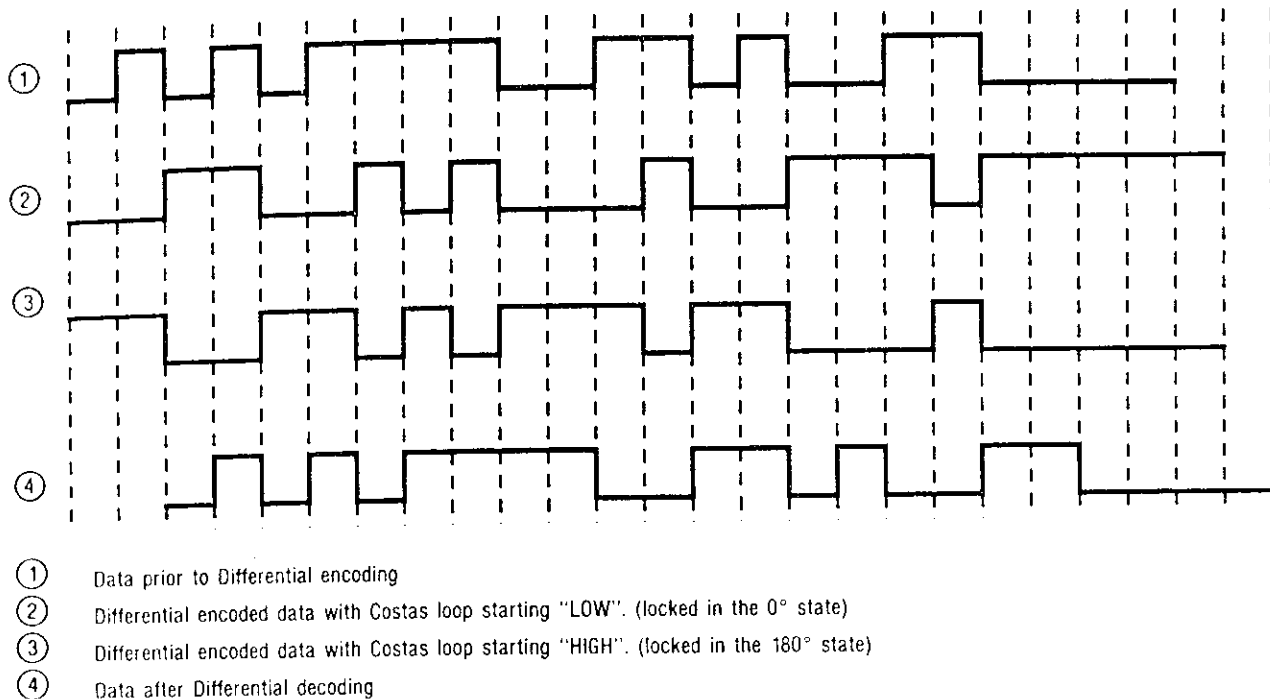 ①
②
③
④
① Data prior to Differential encoding
② Differential encoded data with Costas loop starting "LOW". (locked in the 0° state)
③ Differential encoded data with Costas loop starting "HIGH". (locked in the 180° state)
④ Data after Differential decoding